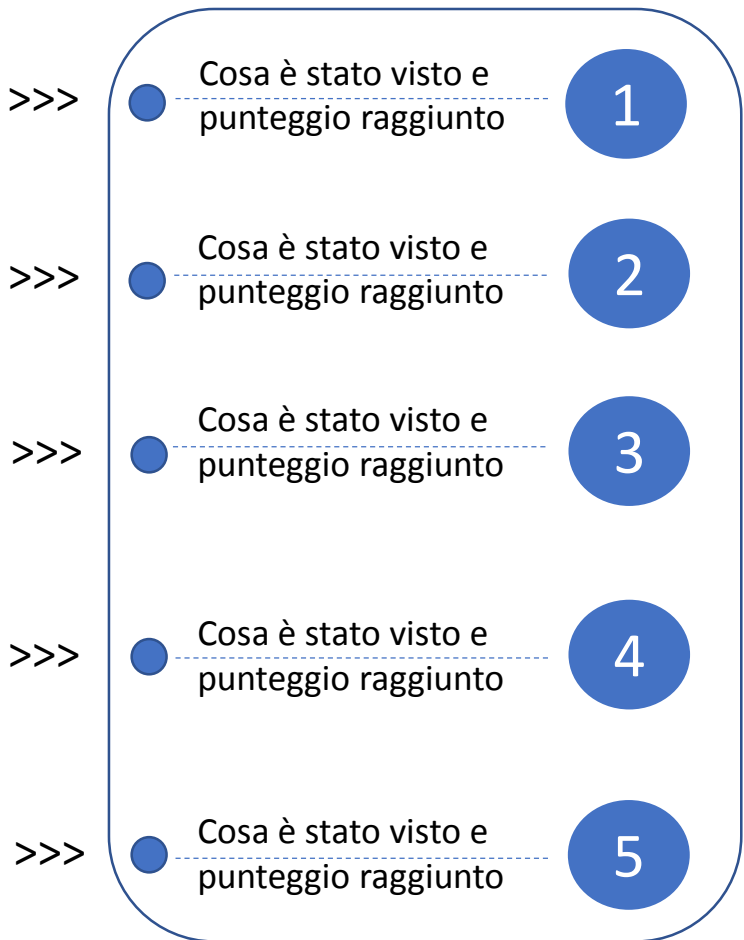 >>> Cosa è stato visto e
punteggio raggiunto 1
>>> Cosa è stato visto e
punteggio raggiunto 2
>>> Cosa è stato visto e
punteggio raggiunto 3
>>> Cosa è stato visto e
punteggio raggiunto 4
>>> Cosa è stato visto e
punteggio raggiunto 5